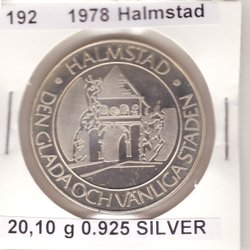 192 1978 Halmstad
· HALMSTAD ·
DEN GLADA OCH VÄNLIGA STADEN
20,10 g 0.925 SILVER